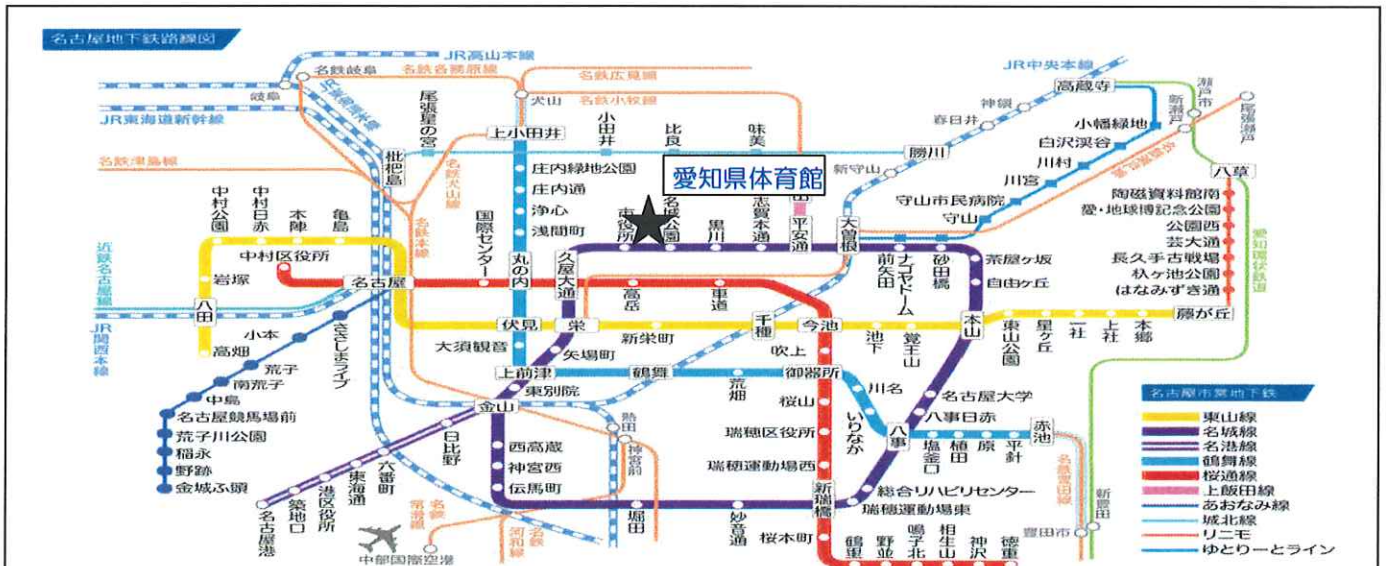 名古屋地下鉄路線図
JR高山本線
名鉄岐阜
名鉄各務原線
名鉄広見線
岐阜
犬山
名鉄小牧線
JR中央本線
高蔵寺
瀬戸市
新瀬戸
尾張瀬戸
JR東海道新幹線
尾張星の宮
上小田井
小田井
比良
味美
神領
春日井
勝川
小幡緑地
白沢渓谷
川村
川宮
守山市民病院
守山
新守山
名鉄津島線
枇杷島
名鉄犬山線
名鉄本線
庄内緑地公園
庄内通
浄心
浅間町
愛知県体育館
八草
陶磁資料館南
愛・地球博記念公園
公園西
芸大通
長久手古戦場
杁ヶ池公園
はなみずき通
藤が丘
愛知環状鉄道
中村公園
中村日赤
本陣
亀島
国際センター
丸の内
久屋大通
市役所
名城公園
黒川
志賀本通
平安通
大曽根
ナゴヤドーム
前矢田
砂田橋
茶屋ヶ坂
自由ヶ丘
近鉄名古屋線
中村区役所
岩塚
八田
名古屋
高岳
車道
小本
ささしまライブ
伏見
栄
新栄町
千種
今池
池下
覚王山
本山
東山公園
星ヶ丘
一社
上社
本郷
JR関西本線
高畑
荒子
南荒子
中島
名古屋競馬場前
荒子川公園
稲永
野跡
金城ふ頭
大須観音
矢場町
吹上
上前津
鶴舞
荒畑
御器所
東別院
金山
川名
いりなか
桜山
名古屋大学
八事日赤
八事
塩釜口
植田
原
平針
赤池
名鉄豊田線
豊田市
新豊田
日比野
六番町
東海通
港区役所
築地口
名古屋港
西高蔵
神宮西
伝馬町
熱田
神宮前
瑞穂区役所
瑞穂運動場西
新瑞橋
総合リハビリセンター
瑞穂運動場東
堀田
妙音通
桜本町
鶴里
野並
鳴子北
相生山
神沢
徳重
名鉄
常滑線
名鉄
河和線
中部国際空港
名古屋市営地下鉄
東山線
名城線
名港線
鶴舞線
桜通線
上飯田線
あおなみ線
城北線
リニモ
ゆとりーとライン